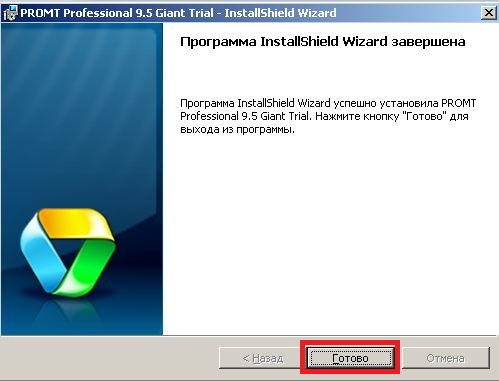 PROMT Professional 9.5 Giant Trial - InstallShield Wizard
Программа InstallShield Wizard завершена
Программа InstallShield Wizard успешно установила PROMT
Professional 9.5 Giant Trial. Нажмите кнопку "Готово" для
выхода из программы.
< Назад Готово Отмена